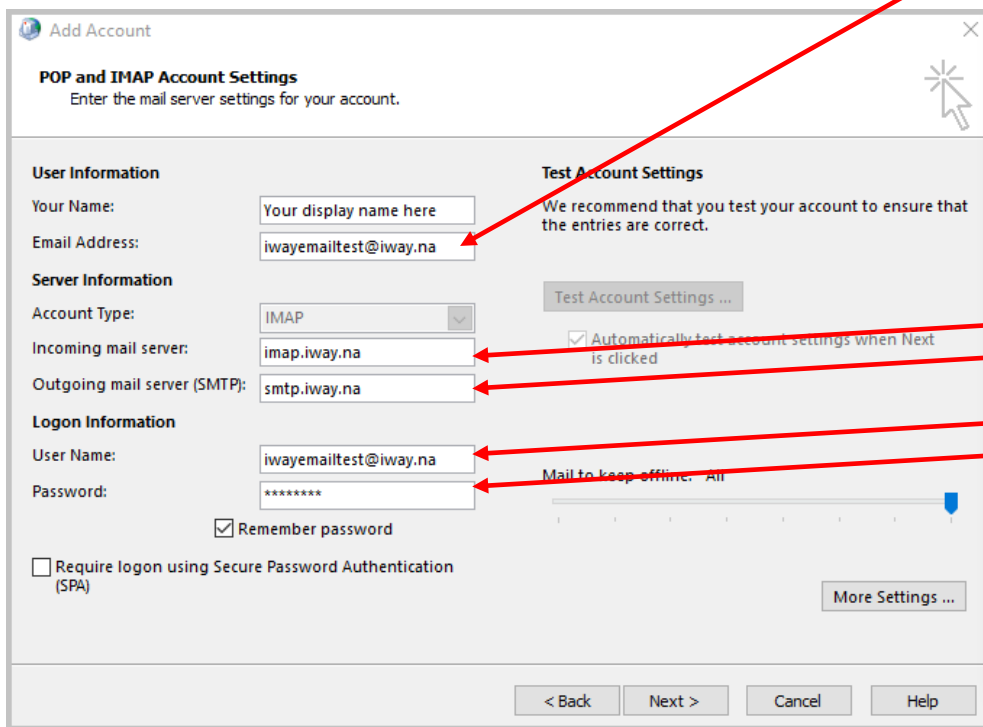 Add Account
POP and IMAP Account Settings
Enter the mail server settings for your account.
User Information
Your Name:
Your display name here
Email Address:
iwayemailtest@iway.na
Server Information
Account Type:
IMAP
Incoming mail server:
imap.iway.na
Outgoing mail server (SMTP):
smtp.iway.na
Logon Information
User Name:
iwayemailtest@iway.na
Password:
********
Remember password
Require logon using Secure Password Authentication
(SPA)
Test Account Settings
We recommend that you test your account to ensure that
the entries are correct.
Test Account Settings ...
Automatically test account settings when Next
is clicked
Mail to keep offline: All
More Settings ...
< Back
Next >
Cancel
Help